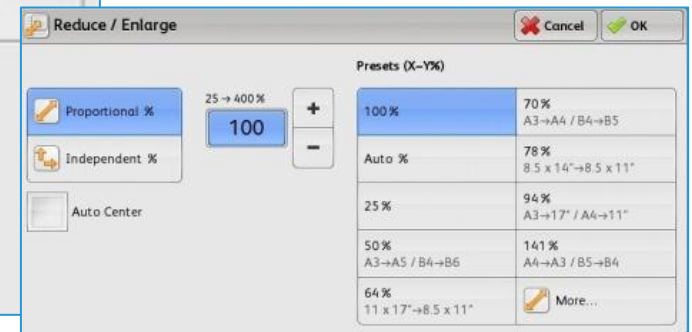 Reduce / Enlarge
Cancel
OK
Presets (X–Y%)
Proportional %
25→400%
100
+
−
Independent %
Auto Center
100%
70%
A3→A4 / B4→B5
Auto %
78%
8.5 x 14"→8.5 x 11"
25%
94%
A3→17" / A4→11"
50%
A3→A5 / B4→B6
141%
A4→A3 / B5→B4
64%
11 x 17"→8.5 x 11"
More...